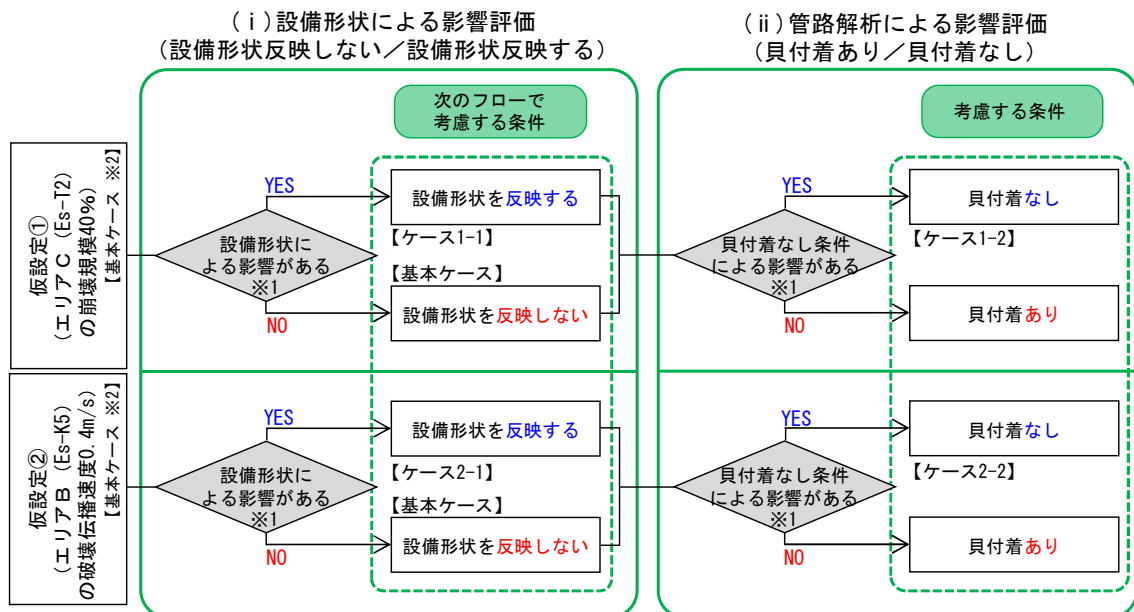 (ⅰ)設備形状による影響評価
(設備形状反映しない／設備形状反映する)
(ⅱ)管路解析による影響評価
(貝付着あり／貝付着なし)
次のフローで
考慮する条件
考慮する条件
仮設定①
(エリアC(Es-T2)
の崩壊規模40%)
【基本ケース ※2】
設備形状に
よる影響がある
※1
YES
設備形状を反映する
【ケース1-1】
【基本ケース】
NO
設備形状を反映しない
貝付着なし条件
による影響がある
※1
YES
貝付着なし
【ケース1-2】
NO
貝付着あり
仮設定②
(エリアB(Es-K5)
の破壊伝播速度0.4m/s)
【基本ケース ※2】
設備形状に
よる影響がある
※1
YES
設備形状を反映する
【ケース2-1】
【基本ケース】
NO
設備形状を反映しない
貝付着なし条件
による影響がある
※1
YES
貝付着なし
【ケース2-2】
NO
貝付着あり